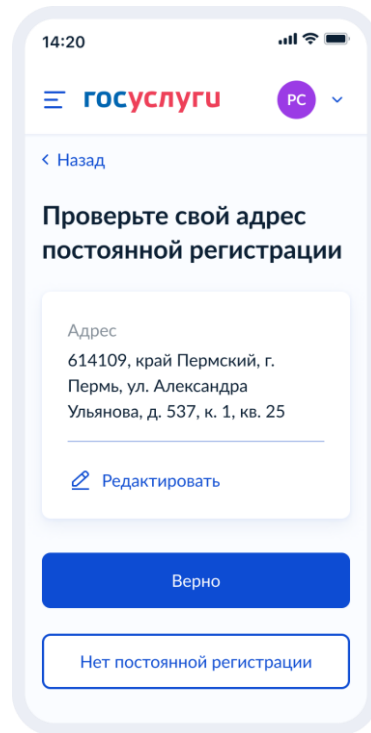 14:20
госуслуги
РС
Назад
Проверьте свой адрес
постоянной регистрации
Адрес
614109, край Пермский, г.
Пермь, ул. Александра
Ульянова, д. 537, к. 1, кв. 25
Редактировать
Верно
Нет постоянной регистрации